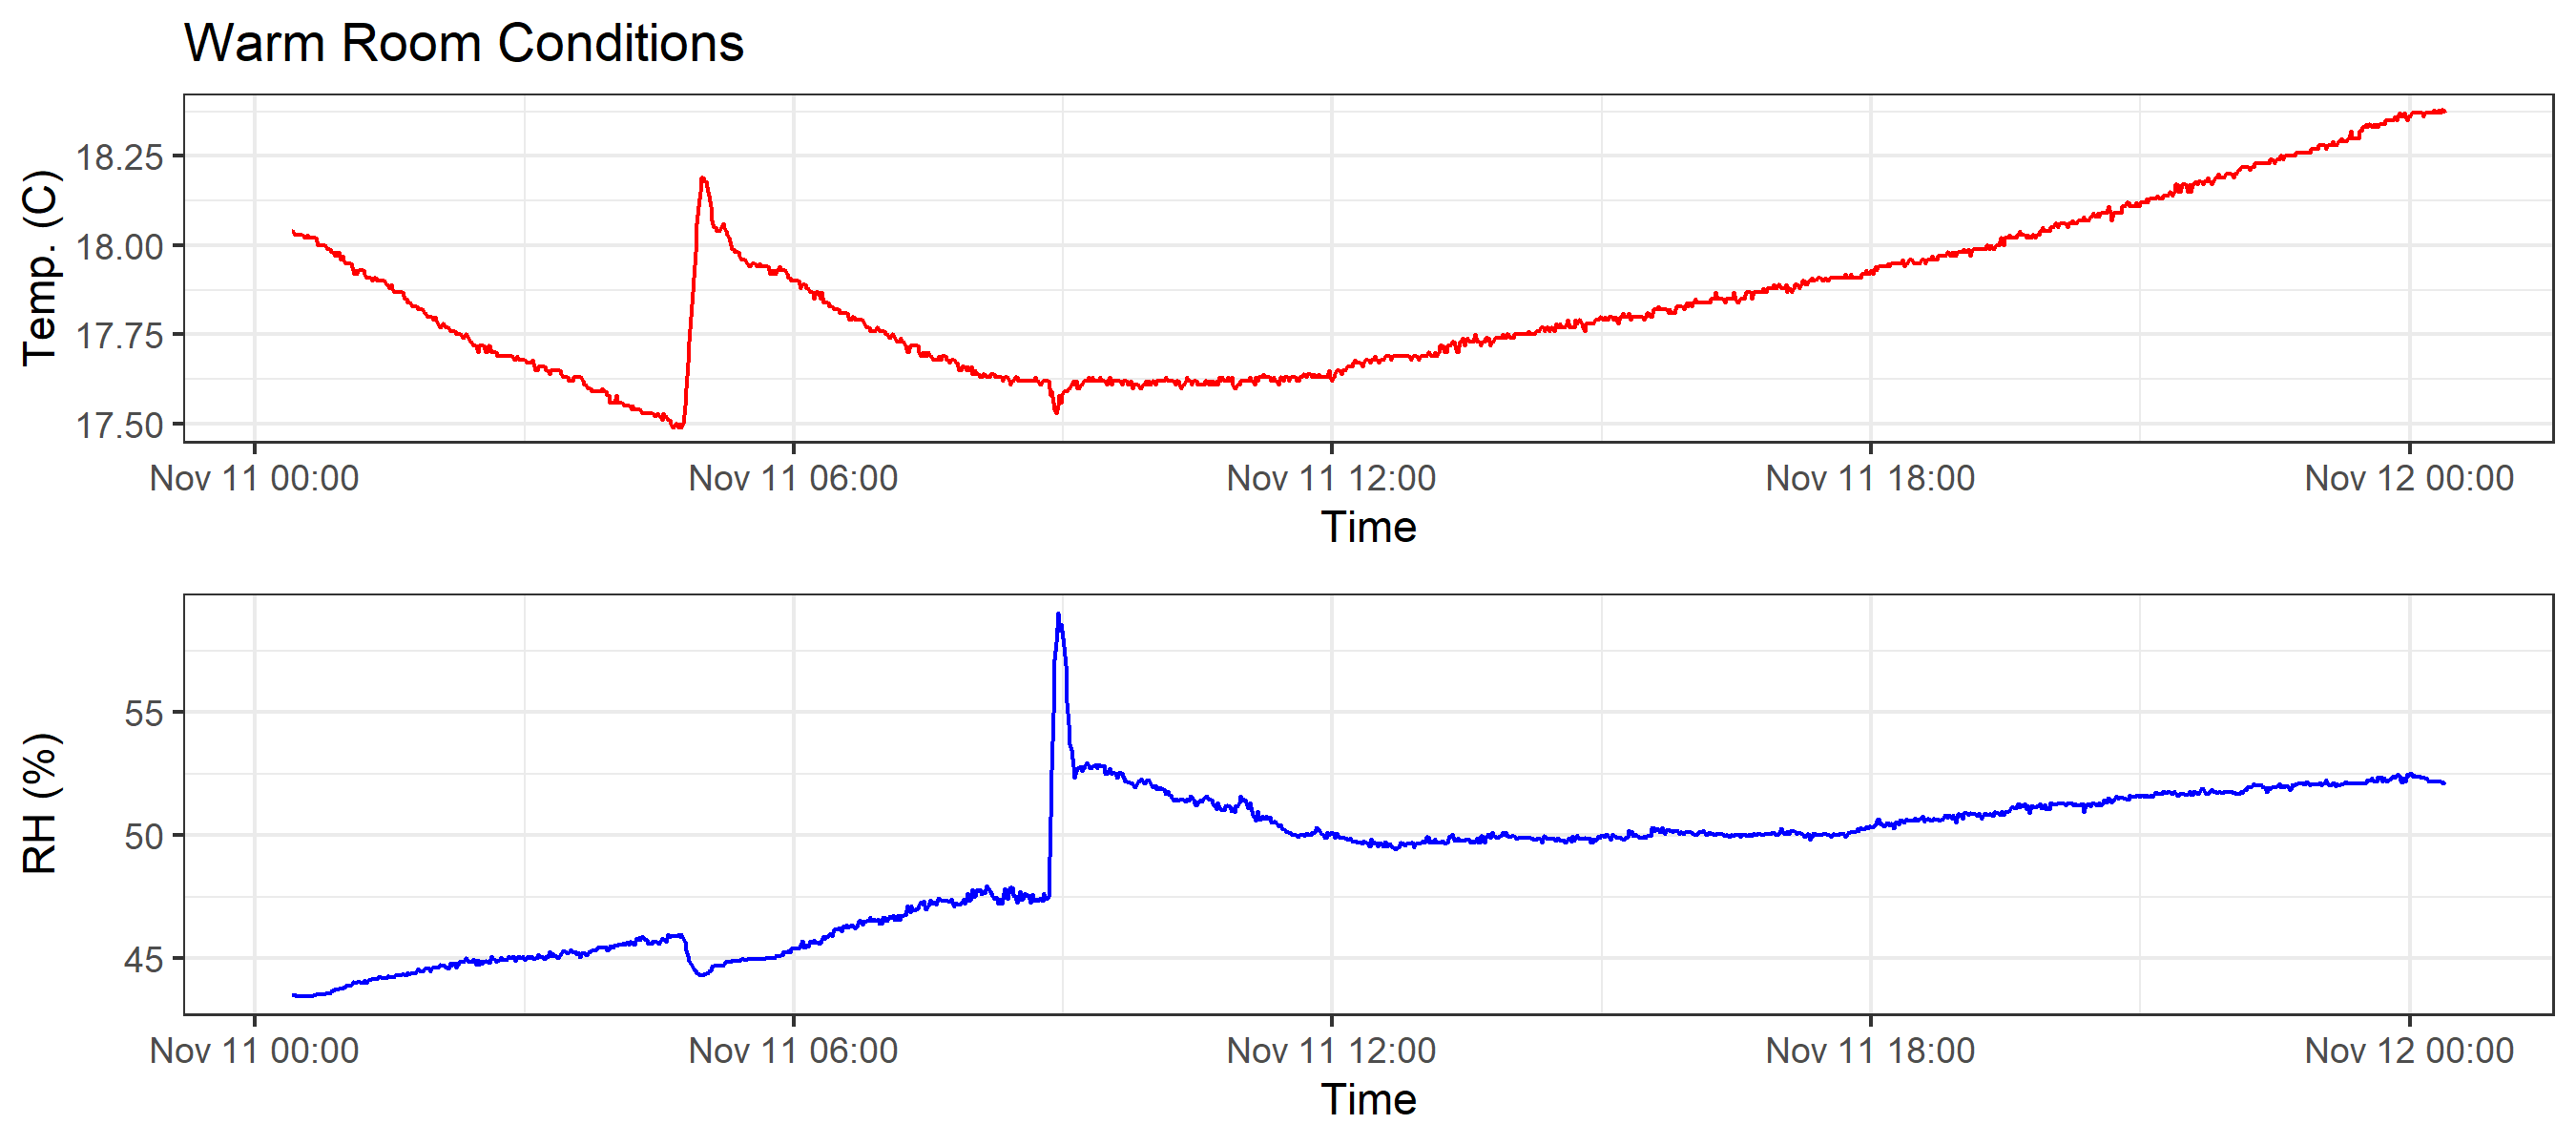 Warm Room Conditions
Temp. (C)
18.25
18.00
17.75
17.50
Nov 11 00:00 Nov 11 06:00 Nov 11 12:00 Nov 11 18:00 Nov 12 00:00
Time
RH (%)
55
50
45
Nov 11 00:00 Nov 11 06:00 Nov 11 12:00 Nov 11 18:00 Nov 12 00:00
Time